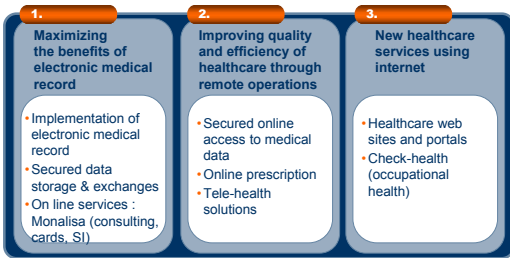 1.
Maximizing
the benefits of
electronic medical
record
• Implementation of
electronic medical
record
• Secured data
storage & exchanges
• On line services :
Monalisa (consulting,
cards, SI)
2.
Improving quality
and efficiency of
healthcare through
remote operations
• Secured online
access to medical
data
• Online prescription
• Tele-health
solutions
3.
New healthcare
services using
internet
• Healthcare web
sites and portals
• Check-health
(occupational
health)